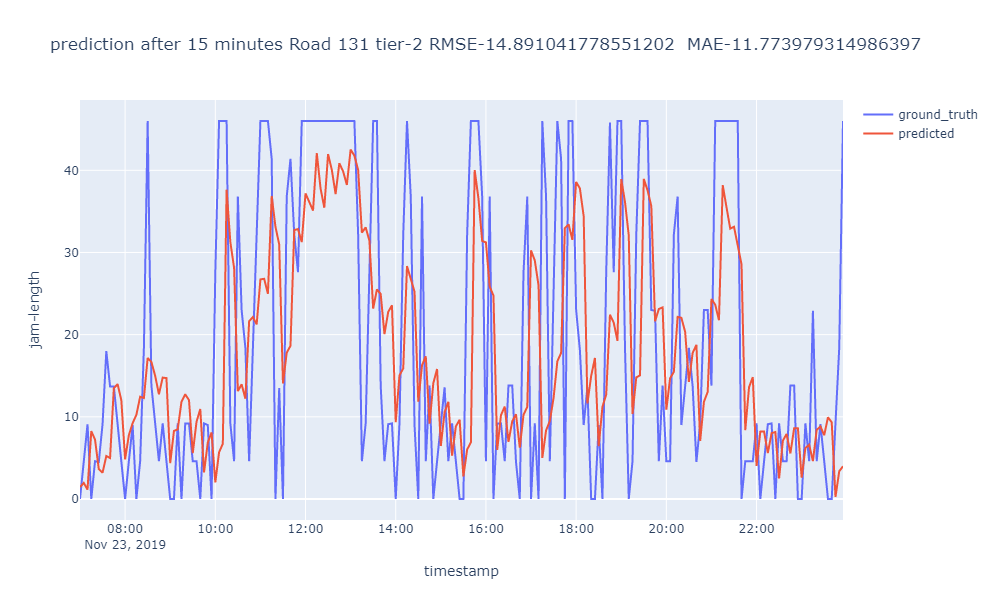 prediction after 15 minutes Road 131 tier-2 RMSE-14.891041778551202  MAE-11.773979314986397
ground_truth
predicted
40
30
20
10
0
jam-length
08:00 10:00 12:00 14:00 16:00 18:00 20:00 22:00
Nov 23, 2019
timestamp